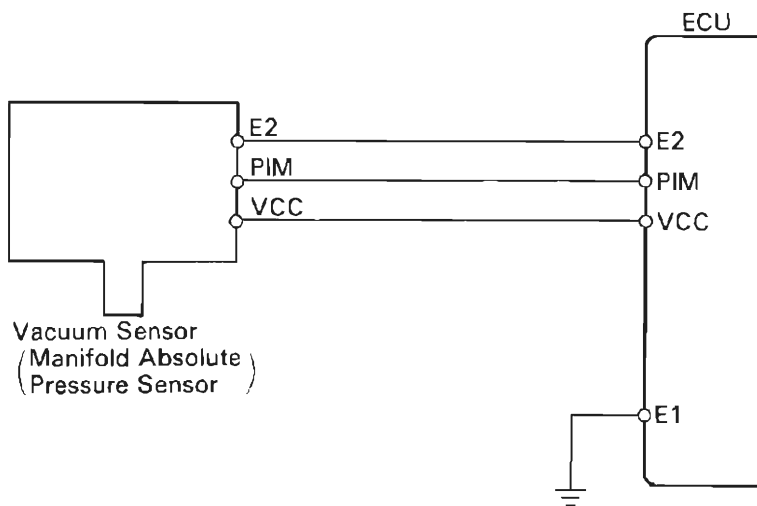 ECU
E2
E2
PIM
PIM
VCC
VCC
Vacuum Sensor
(Manifold Absolute
Pressure Sensor)
E1